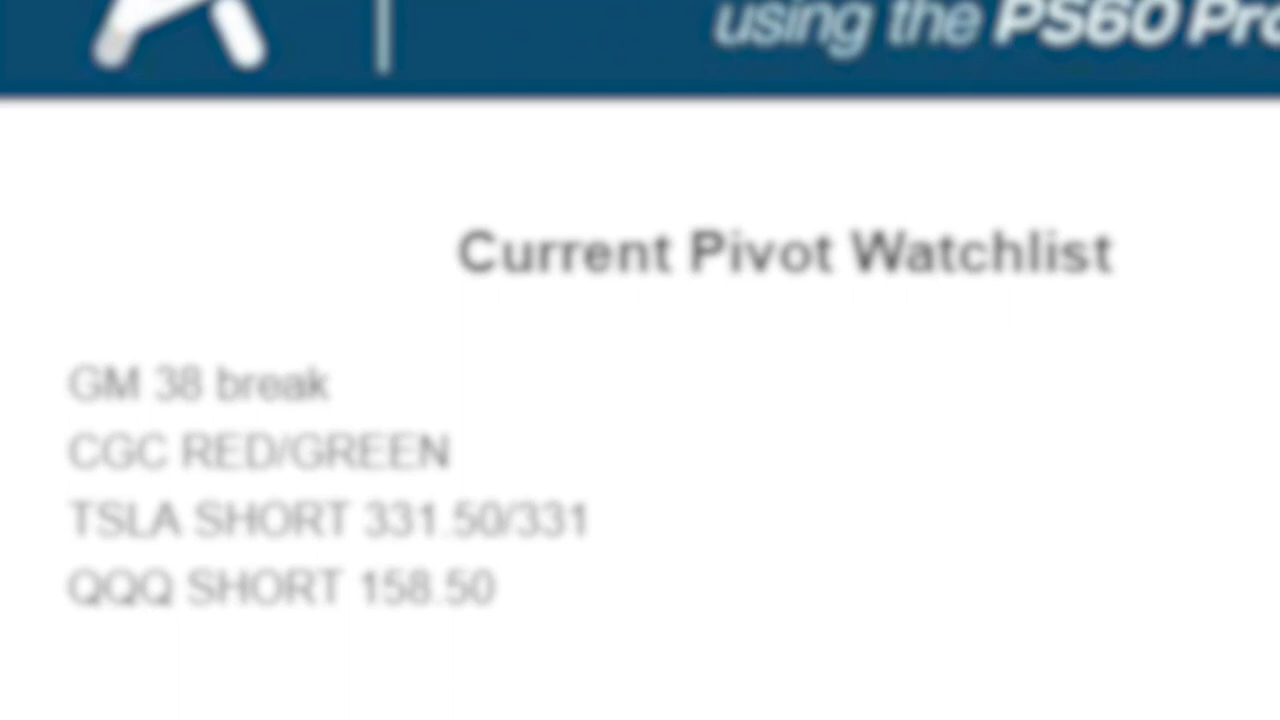 using the PS60 Pro
Current Pivot Watchlist
GM 38 break
CGC RED/GREEN
TSLA SHORT 331.50/331
QQQ SHORT 158.50